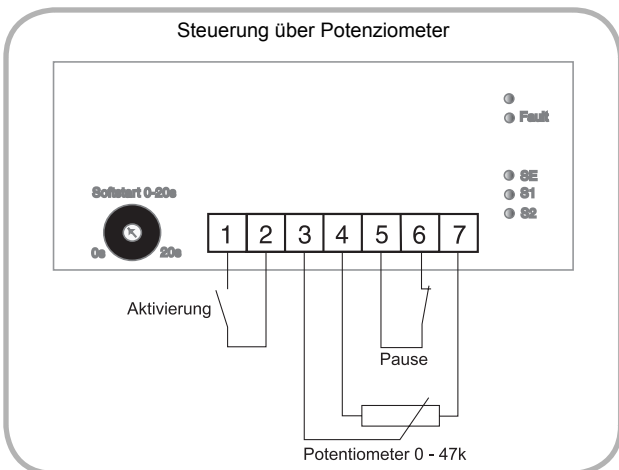 Steuerung über Potenziometer
Fault
SE
S1
S2
Softstart 0-20s
0s 20s
1 2 3 4 5 6 7
Aktivierung
Pause
Potentiometer 0 - 47k